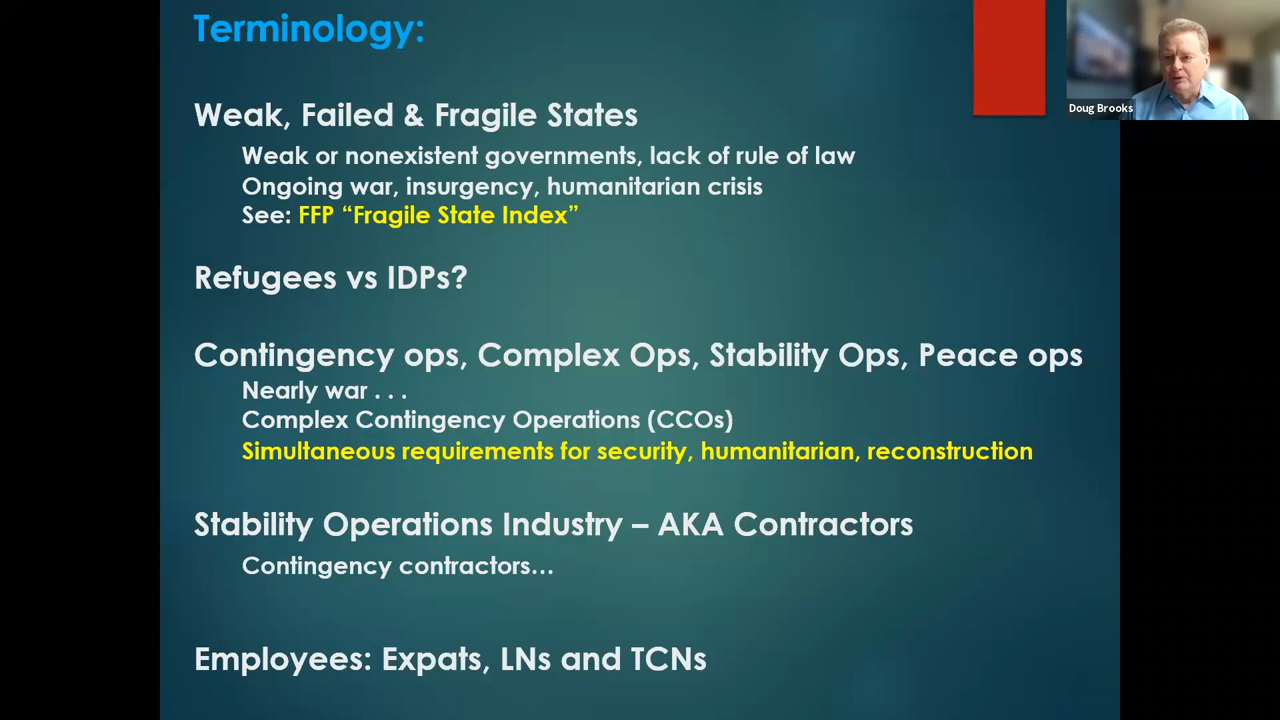 Terminology:
Doug Brooks
Weak, Failed & Fragile States
Weak or nonexistent governments, lack of rule of law
Ongoing war, insurgency, humanitarian crisis
See: FFP “Fragile State Index”
Refugees vs IDPs?
Contingency ops, Complex Ops, Stability Ops, Peace ops
Nearly war . . .
Complex Contingency Operations (CCOs)
Simultaneous requirements for security, humanitarian, reconstruction
Stability Operations Industry – AKA Contractors
Contingency contractors…
Employees: Expats, LNs and TCNs